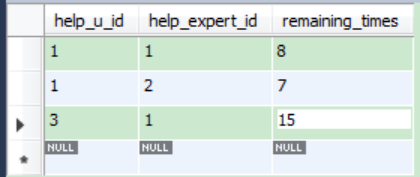 help_u_id help_expert_id remaining_times
1 1 8
1 2 7
3 1 15
NULL NULL NULL